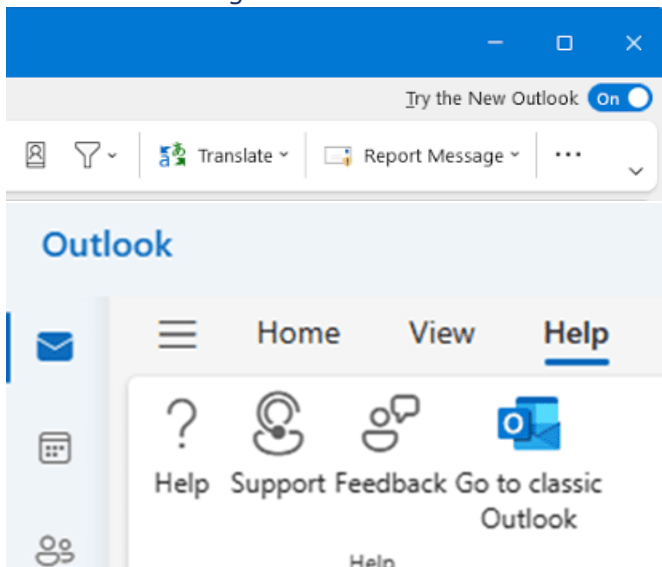 Try the New Outlook On
Translate Report Message
Outlook
Home View Help
Help Support Feedback Go to classic
Outlook
Help